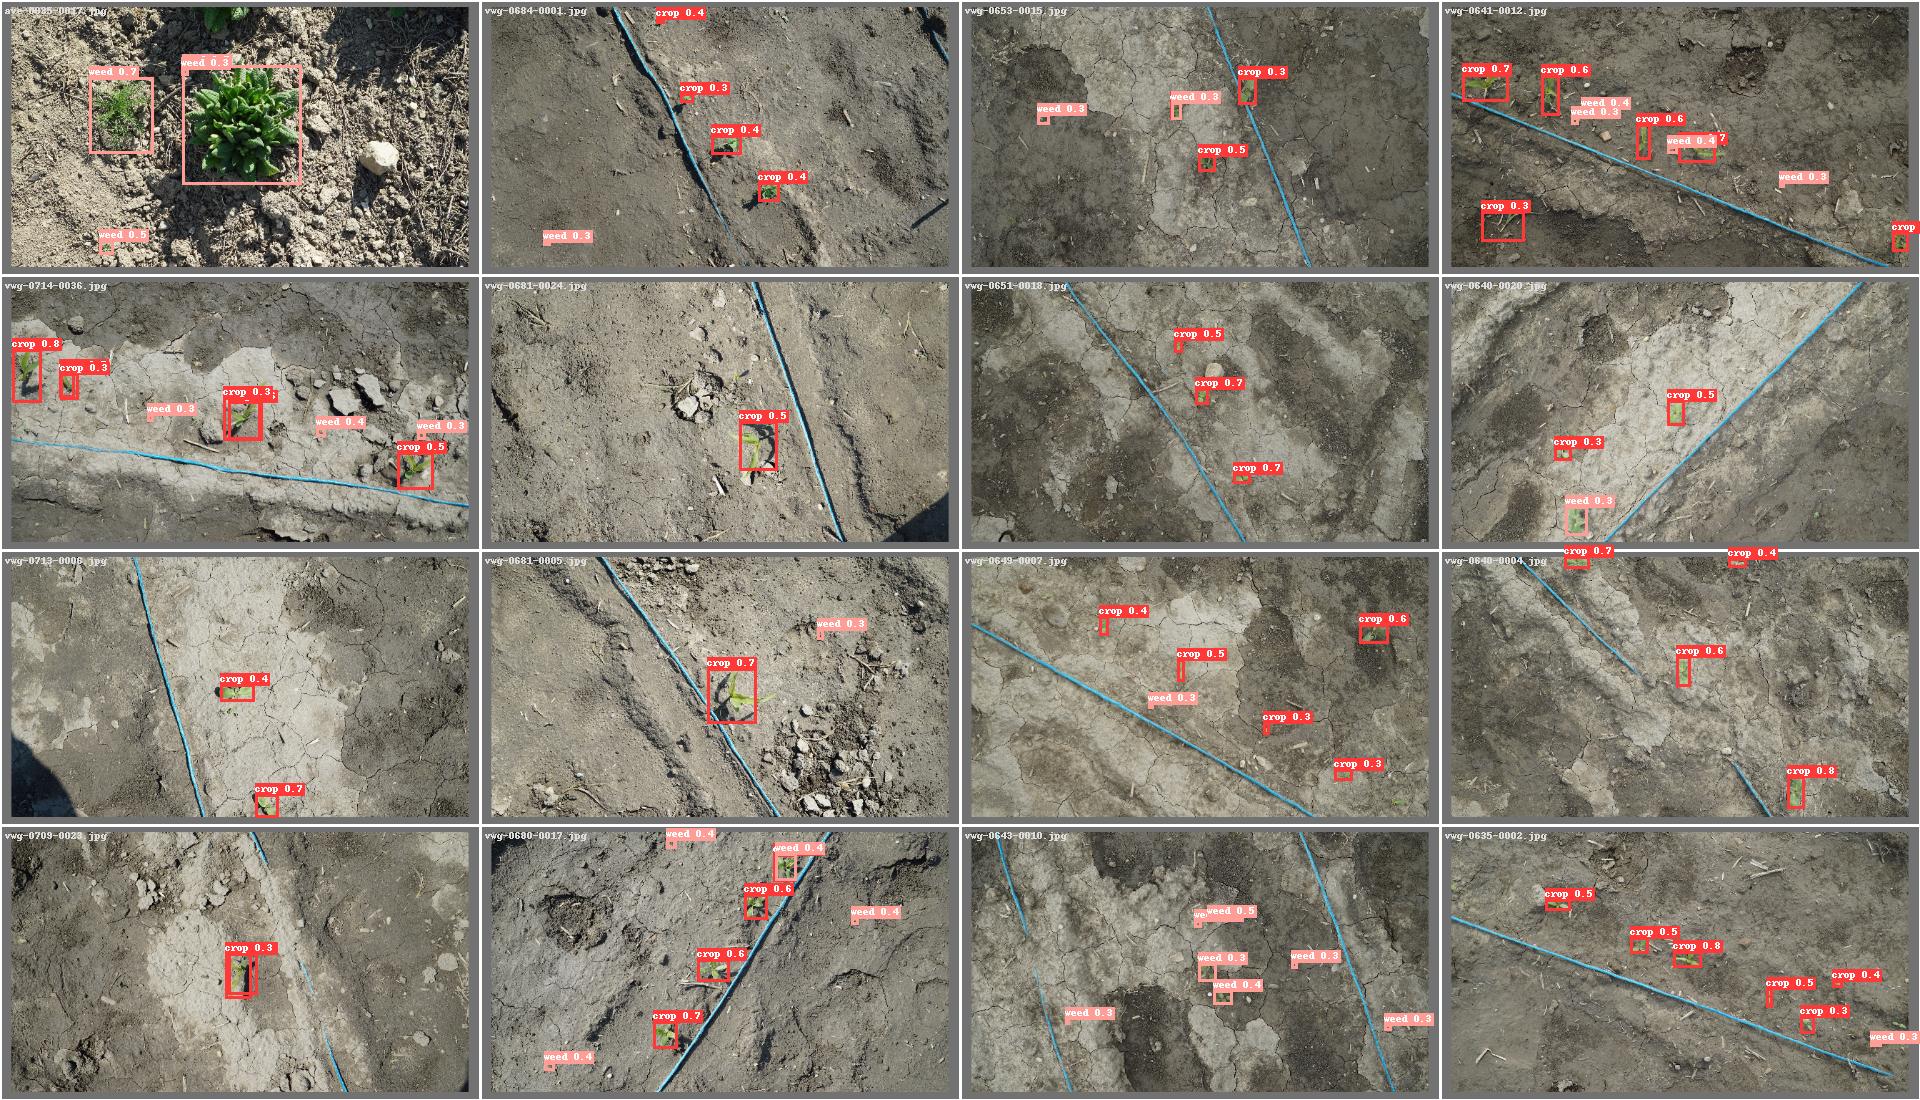 weed 0.7
weed 0.3
weed 0.5
vwg-0684-0001.jpg
crop 0.4
crop 0.3
crop 0.4
crop 0.4
weed 0.3
vwg-0653-0015.jpg
crop 0.3
weed 0.3
weed 0.3
crop 0.5
vwg-0641-0012.jpg
crop 0.7
crop 0.6
weed 0.4
weed 0.3
crop 0.6
weed 0.4
weed 0.3
crop 0.3
crop
vwg-0714-0036.jpg
crop 0.8
crop 0.3
crop 0.3
weed 0.3
weed 0.4
weed 0.3
crop 0.5
vwg-0681-0024.jpg
crop 0.5
vwg-0651-0018.jpg
crop 0.5
crop 0.7
crop 0.7
vwg-0640-0020.jpg
crop 0.5
crop 0.3
weed 0.3
vwg-0713-0006.jpg
crop 0.4
crop 0.7
vwg-0681-0005.jpg
weed 0.3
crop 0.7
vwg-0649-0007.jpg
crop 0.4
crop 0.6
crop 0.5
weed 0.3
crop 0.3
crop 0.3
crop 0.7
crop 0.4
vwg-0640-0004.jpg
crop 0.6
crop 0.8
vwg-0709-0023.jpg
crop 0.3
vwg-0680-0017.jpg
weed 0.4
weed 0.4
crop 0.6
weed 0.4
crop 0.6
crop 0.7
weed 0.4
vwg-0643-0010.jpg
weed 0.5
weed 0.3
weed 0.3
weed 0.4
weed 0.3
weed 0.3
vwg-0635-0002.jpg
crop 0.5
crop 0.5
crop 0.8
crop 0.4
crop 0.5
crop 0.3
weed 0.3